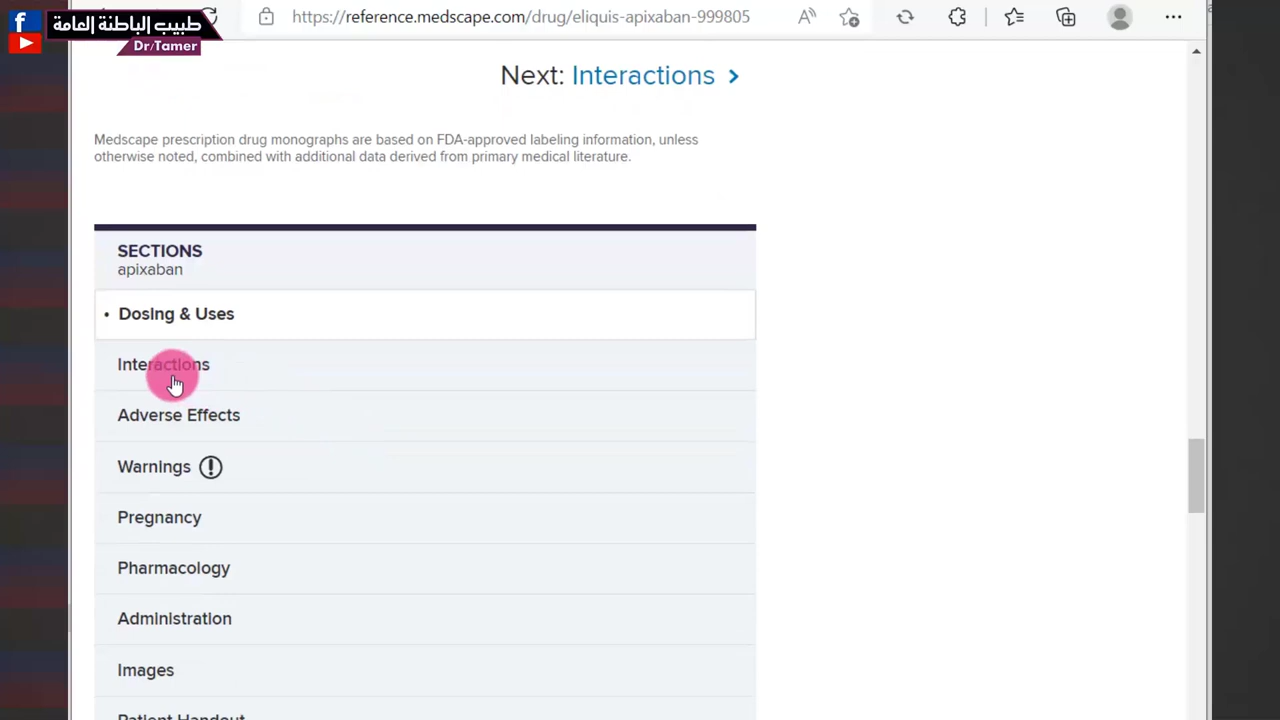 طبيب الباطنة العامة
Dr/Tamer
https://reference.medscape.com/drug/eliquis-apixaban-999805
Next: Interactions
Medscape prescription drug monographs are based on FDA-approved labeling information, unless
otherwise noted, combined with additional data derived from primary medical literature.
SECTIONS
apixaban
• Dosing & Uses
Interactions
Adverse Effects
Warnings
Pregnancy
Pharmacology
Administration
Images
Patient Handout